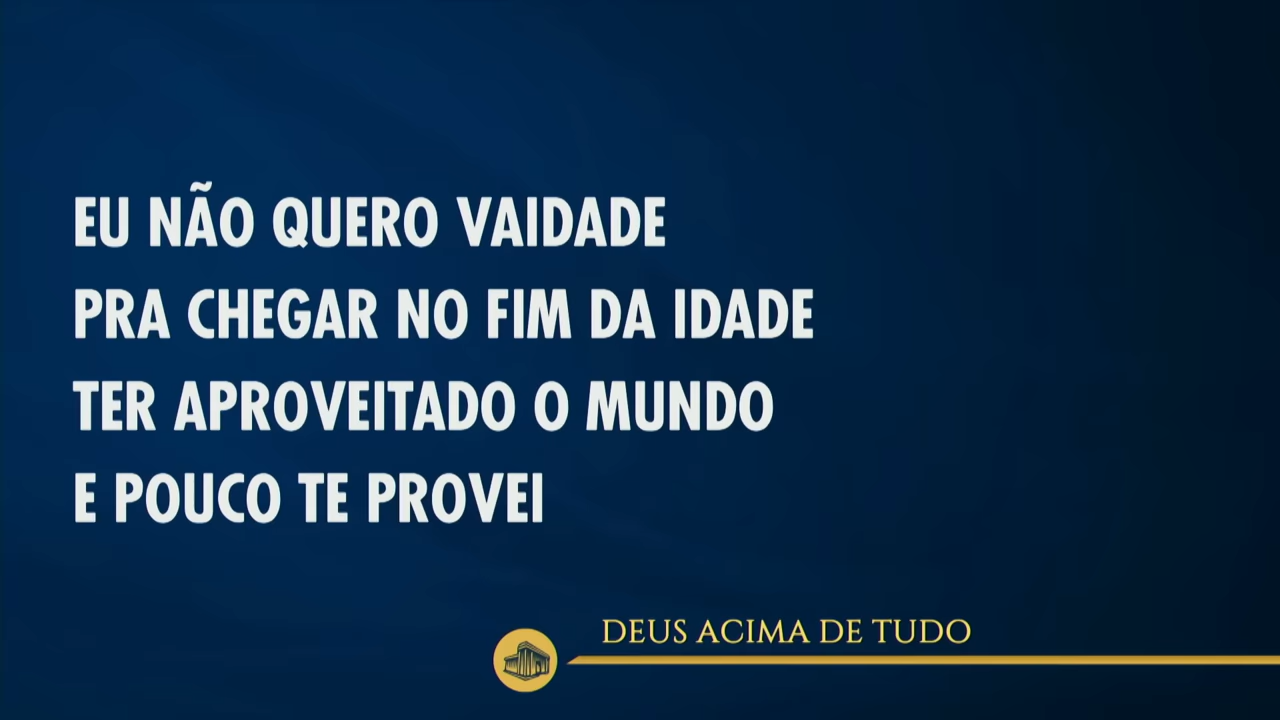 EU NÃO QUERO VAIDADE
PRA CHEGAR NO FIM DA IDADE
TER APROVEITADO O MUNDO
E POUCO TE PROVEI
DEUS ACIMA DE TUDO